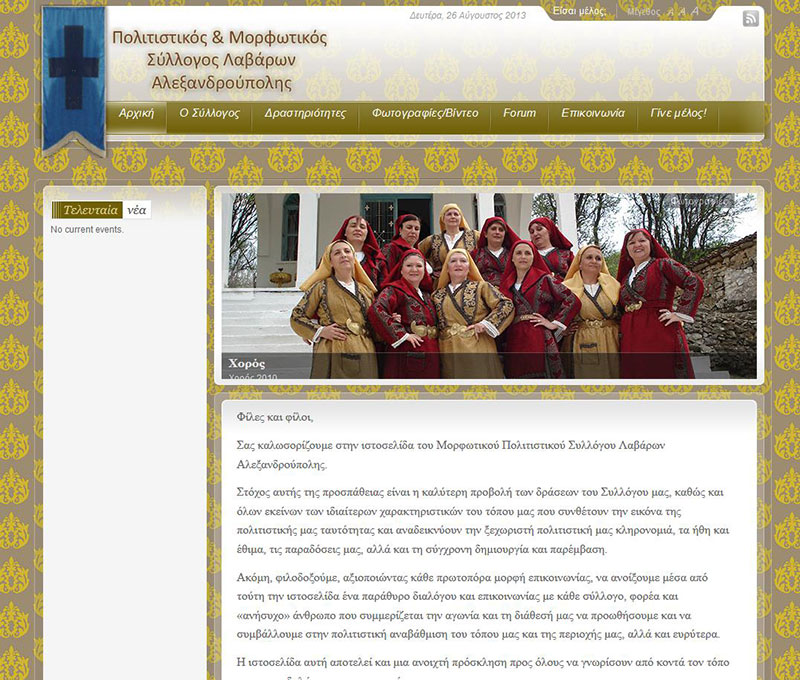 Δευτέρα, 26 Αύγουστος 2013
Είσαι μέλος;
Μέγεθος A A A
Πολιτιστικός & Μορφωτικός
Σύλλογος Λαβάρων
Αλεξανδρούπολης
Αρχική Ο Σύλλογος Δραστηριότητες Φωτογραφίες/Βίντεο Forum Επικοινωνία Γίνε μέλος!
Τελευταία νέα
No current events.
Φωτογραφίες
Χορός
Χορός 2010
Φίλες και φίλοι,
Σας καλωσορίζουμε στην ιστοσελίδα του Μορφωτικού Πολιτιστικού Συλλόγου Λαβάρων
Αλεξανδρούπολης.
Στόχος αυτής της προσπάθειας είναι η καλύτερη προβολή των δράσεων του Συλλόγου μας, καθώς και
όλων εκείνων των ιδιαίτερων χαρακτηριστικών του τόπου μας που συνθέτουν την εικόνα της
πολιτιστικής μας ταυτότητας και αναδεικνύουν την ξεχωριστή πολιτιστική μας κληρονομιά, τα ήθη και
έθιμα, τις παραδόσεις μας, αλλά και τη σύγχρονη δημιουργία και παρέμβαση.
Ακόμη, φιλοδοξούμε, αξιοποιώντας κάθε πρωτοπόρα μορφή επικοινωνίας, να ανοίξουμε μέσα από
τούτη την ιστοσελίδα ένα παράθυρο διαλόγου και επικοινωνίας με κάθε σύλλογο, φορέα και
«ανήσυχο» άνθρωπο που συμμερίζεται την αγωνία και τη διάθεσή μας να προωθήσουμε και να
συμβάλλουμε στην πολιτιστική αναβάθμιση του τόπου μας και της περιοχής μας, αλλά και ευρύτερα.
Η ιστοσελίδα αυτή αποτελεί και μια ανοιχτή πρόσκληση προς όλους να γνωρίσουν από κοντά τον τόπο